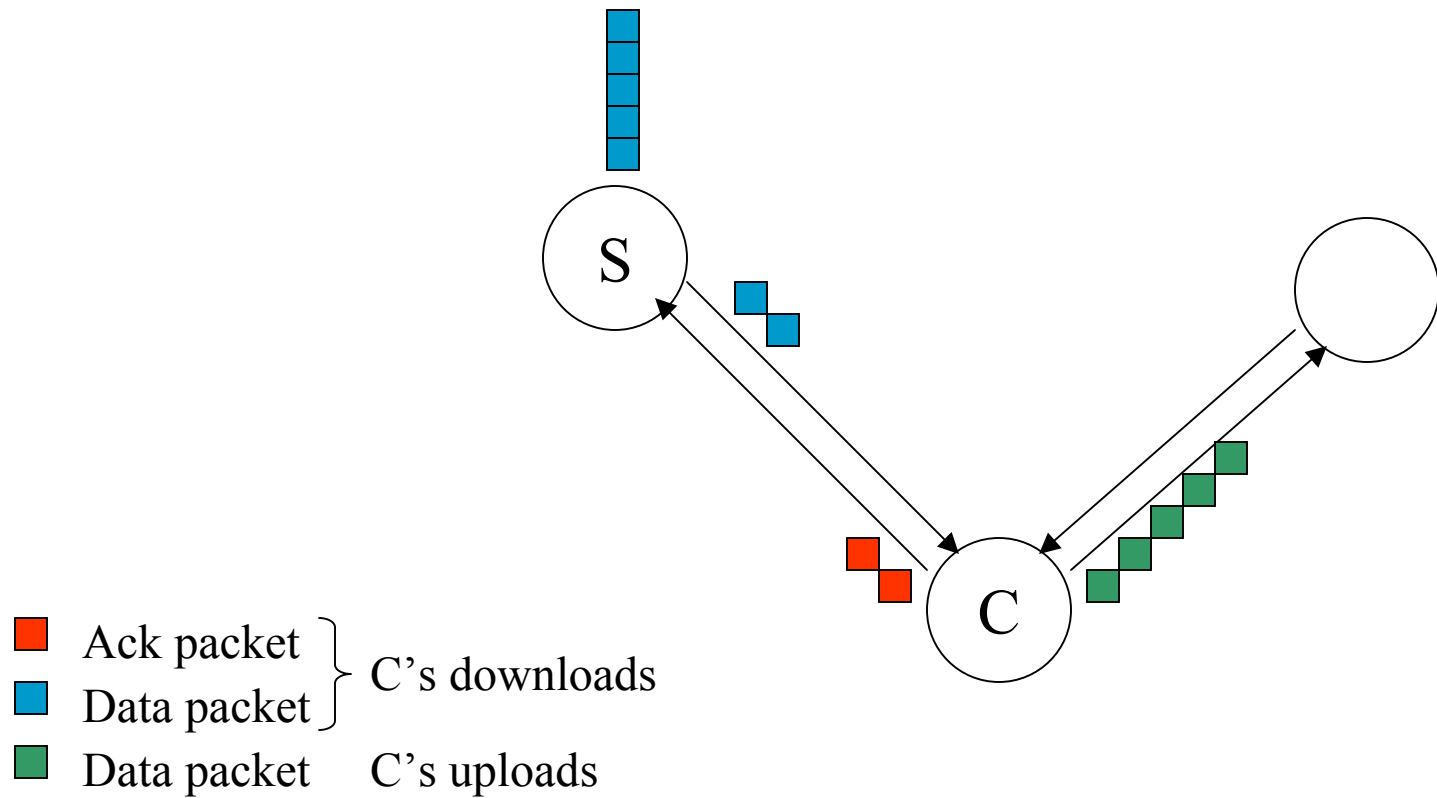 S
C
Ack packet
Data packet
C’s downloads
Data packet C’s uploads